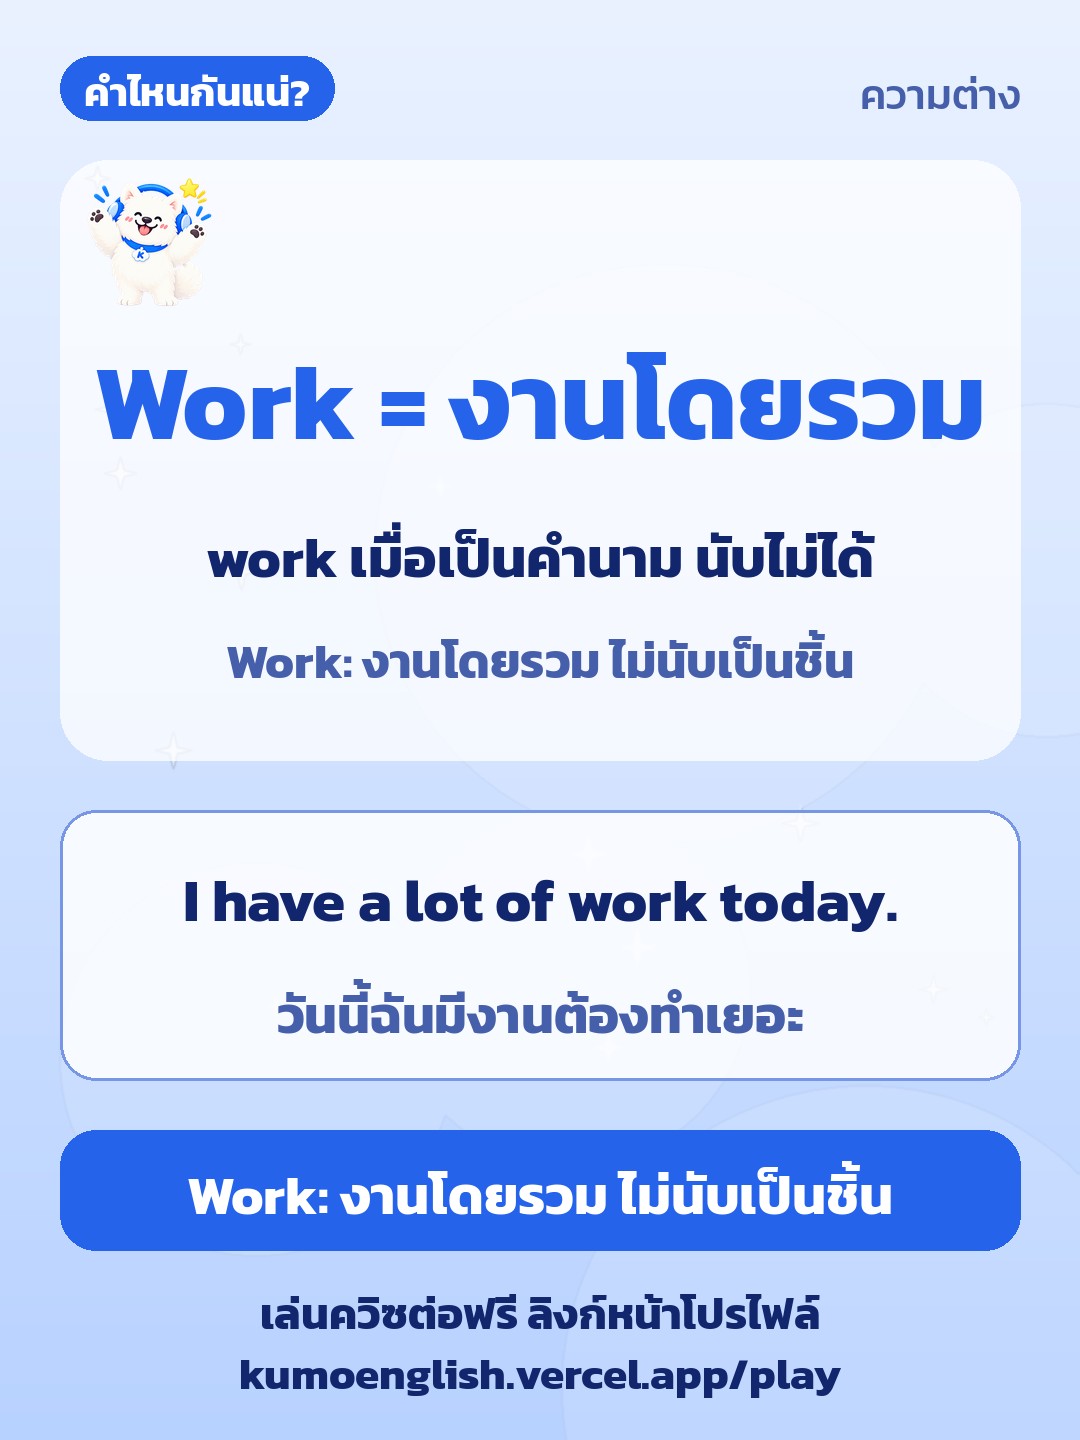 คำไหนกันแน่?
ความต่าง
K
Work = งานโดยรวม
work เมื่อเป็นคำนาม นับไม่ได้
Work: งานโดยรวม ไม่นับเป็นชิ้น
I have a lot of work today.
วันนี้ฉันมีงานต้องทำเยอะ
Work: งานโดยรวม ไม่นับเป็นชิ้น
เล่นควิซต่อฟรี ลิงก์หน้าโปรไฟล์
kumoenglish.vercel.app/play